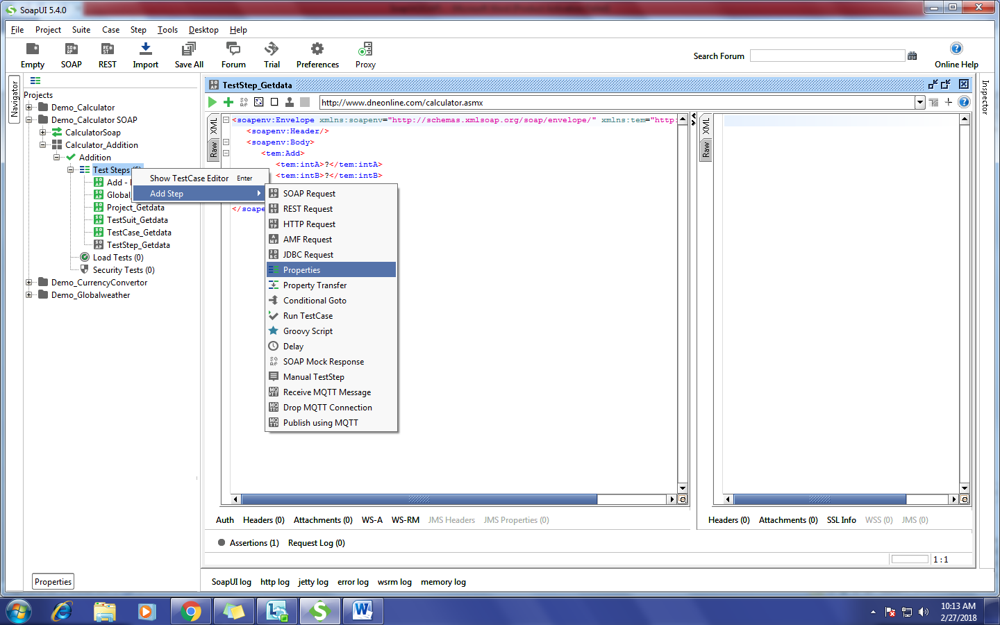 SoapUI 5.4.0
File Project Suite Case Step Tools Desktop Help
Empty SOAP REST Import Save All Forum Trial Preferences Proxy
Search Forum Online Help
Navigator
Projects
Demo_Calculator
Demo_Calculator SOAP
CalculatorSoap
Calculator_Addition
Addition
Test Steps
Add -
Global_
Project_Getdata
TestSuit_Getdata
TestCase_Getdata
TestStep_Getdata
Load Tests (0)
Security Tests (0)
Demo_CurrencyConvertor
Demo_Globalweather
Properties
Show TestCase Editor Enter
Add Step
SOAP Request
REST Request
HTTP Request
AMF Request
JDBC Request
Properties
Property Transfer
Conditional Goto
Run TestCase
Groovy Script
Delay
SOAP Mock Response
Manual TestStep
Receive MQTT Message
Drop MQTT Connection
Publish using MQTT
TestStep_Getdata
http://www.dneonline.com/calculator.asmx
XML
Raw
<soapenv:Envelope xmlns:soapenv="http://schemas.xmlsoap.org/soap/envelope/" xmlns:tem="http:
<soapenv:Header/>
<soapenv:Body>
<tem:Add>
<tem:intA>?</tem:intA>
<tem:intB>?</tem:intB>
</soape
XML
Raw
Inspector
Auth Headers (0) Attachments (0) WS-A WS-RM JMS Headers JMS Properties (0)
Headers (0) Attachments (0) SSL Info WSS (0) JMS (0)
Assertions (1) Request Log (0)
1 : 1
SoapUI log http log jetty log error log wsrm log memory log
10:13 AM
2/27/2018